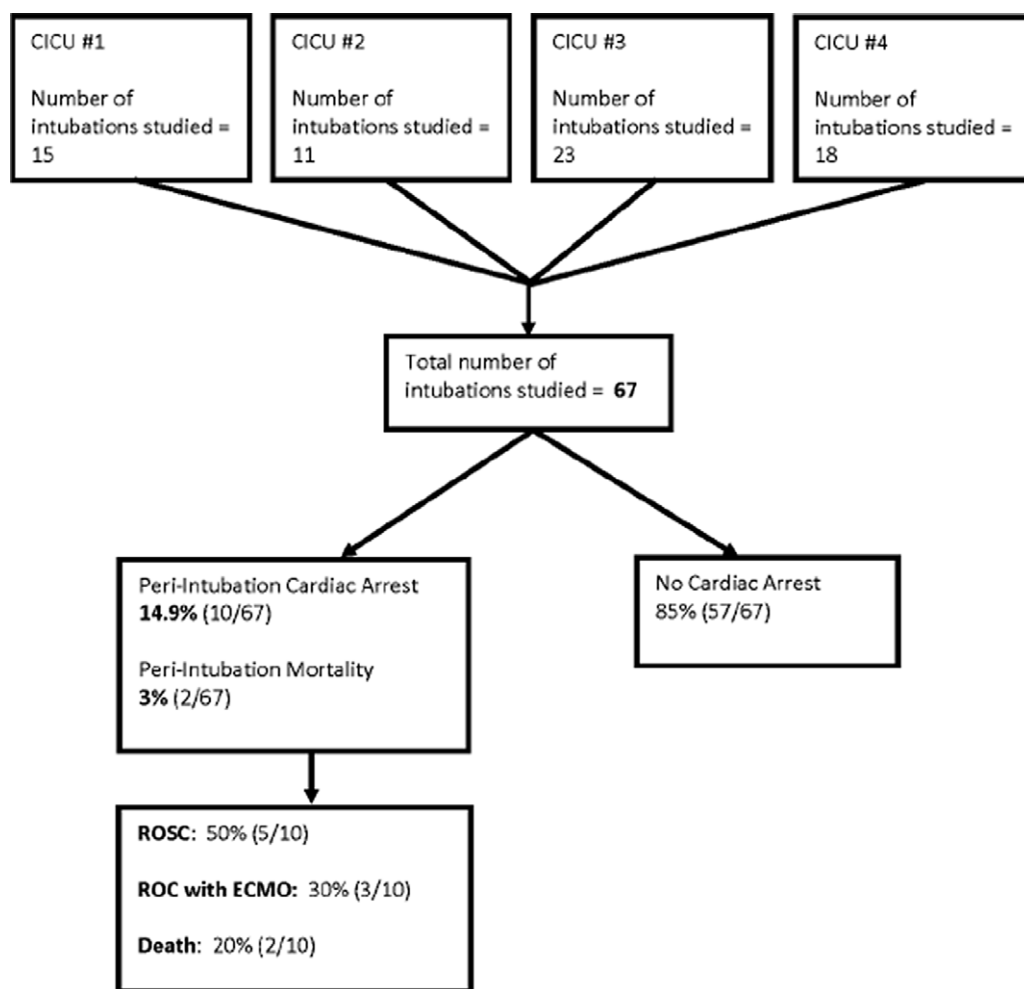 CICU #1
Number of
intubations studied =
15
CICU #2
Number of
intubations studied =
11
CICU #3
Number of
intubations studied =
23
CICU #4
Number of
intubations studied =
18
Total number of
intubations studied = 67
Peri-Intubation Cardiac Arrest
14.9% (10/67)
Peri-Intubation Mortality
3% (2/67)
No Cardiac Arrest
85% (57/67)
ROSC: 50% (5/10)
ROC with ECMO: 30% (3/10)
Death: 20% (2/10)